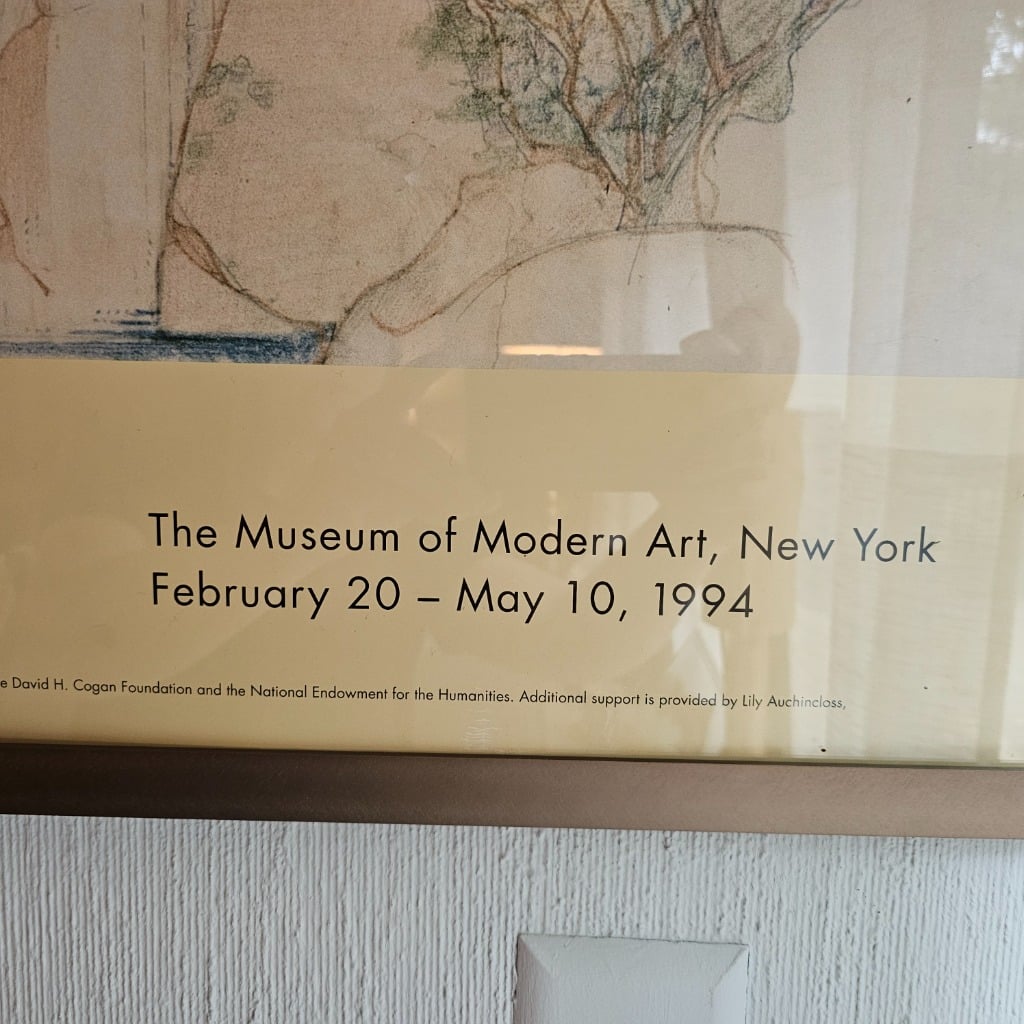 The Museum of Modern Art, New York
February 20 – May 10, 1994
e David H. Cogan Foundation and the National Endowment for the Humanities. Additional support is provided by Lily Auchincloss,